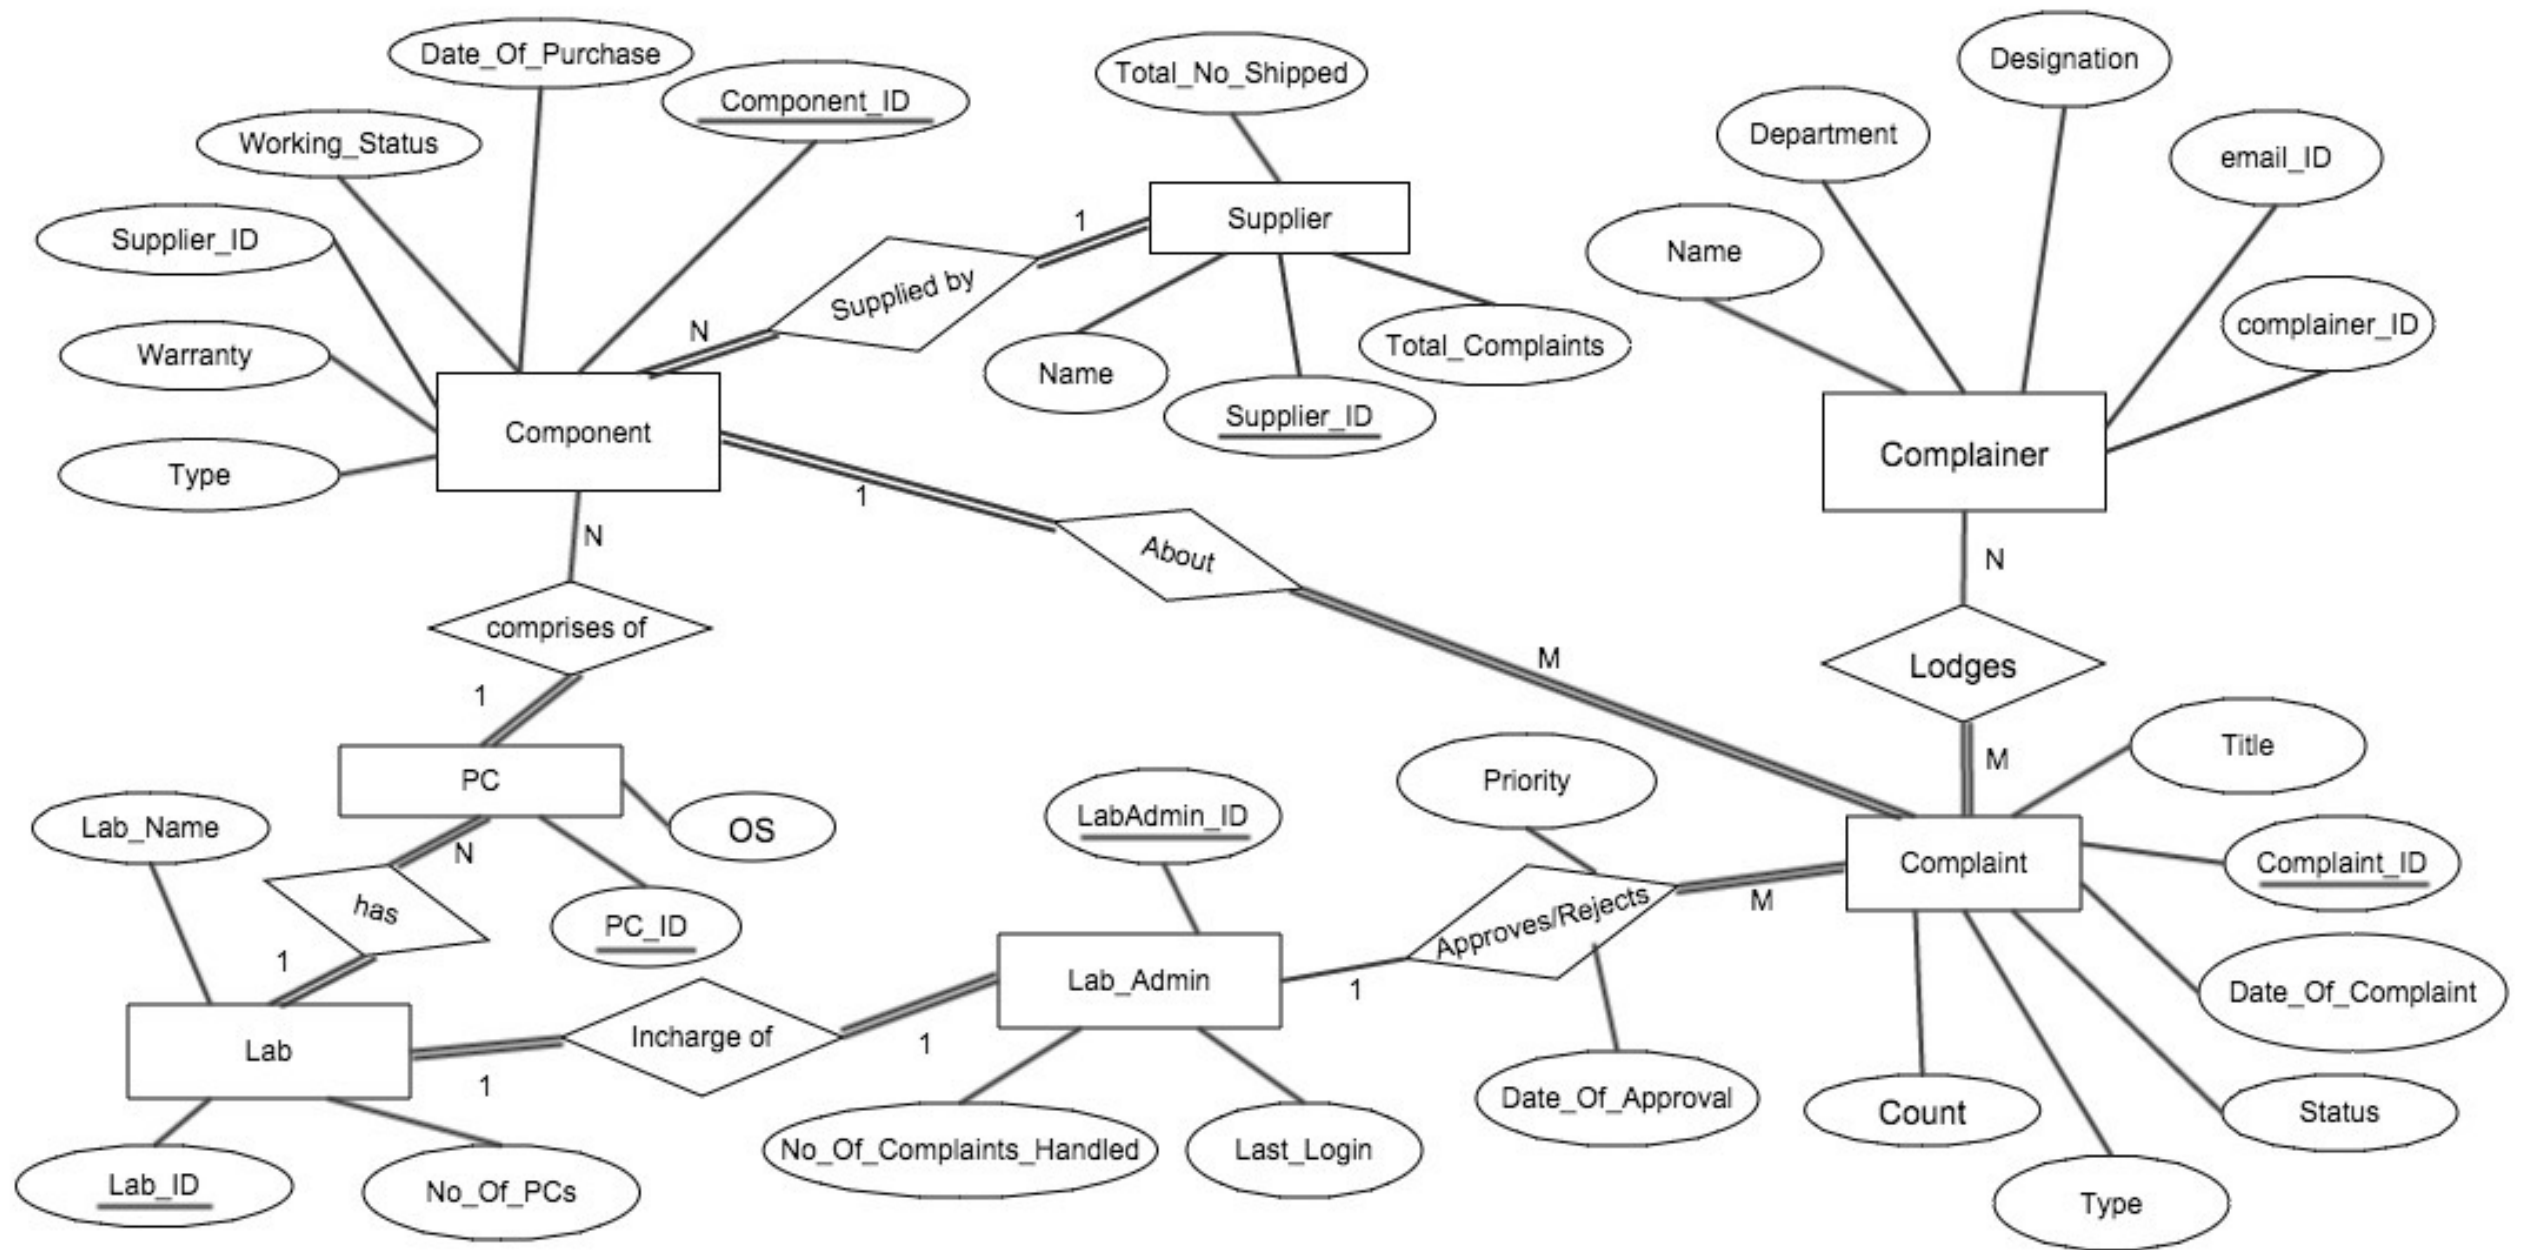 Date_Of_Purchase
Component_ID
Working_Status
Supplier_ID
Warranty
Type
Component
N
Supplied by
1
Total_No_Shipped
Supplier
Name
Supplier_ID
Total_Complaints
Designation
Department
email_ID
Name
complainer_ID
Complainer
N
Lodges
M
1
About
M
N
comprises of
1
PC
OS
PC_ID
N
has
1
Lab_Name
Lab
Lab_ID
No_Of_PCs
1
Incharge of
1
LabAdmin_ID
Lab_Admin
No_Of_Complaints_Handled
Last_Login
1
Priority
Approves/Rejects
Date_Of_Approval
M
Complaint
Title
Complaint_ID
Date_Of_Complaint
Status
Type
Count